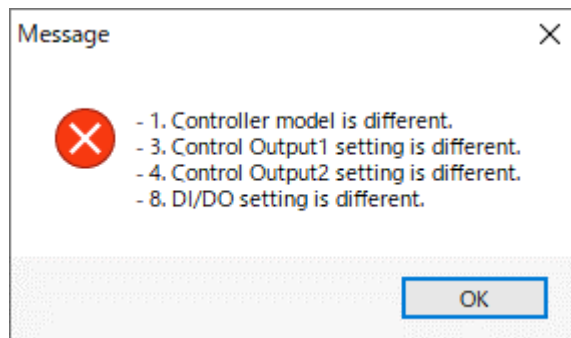 Message
- 1. Controller model is different.
- 3. Control Output1 setting is different.
- 4. Control Output2 setting is different.
- 8. DI/DO setting is different.
OK